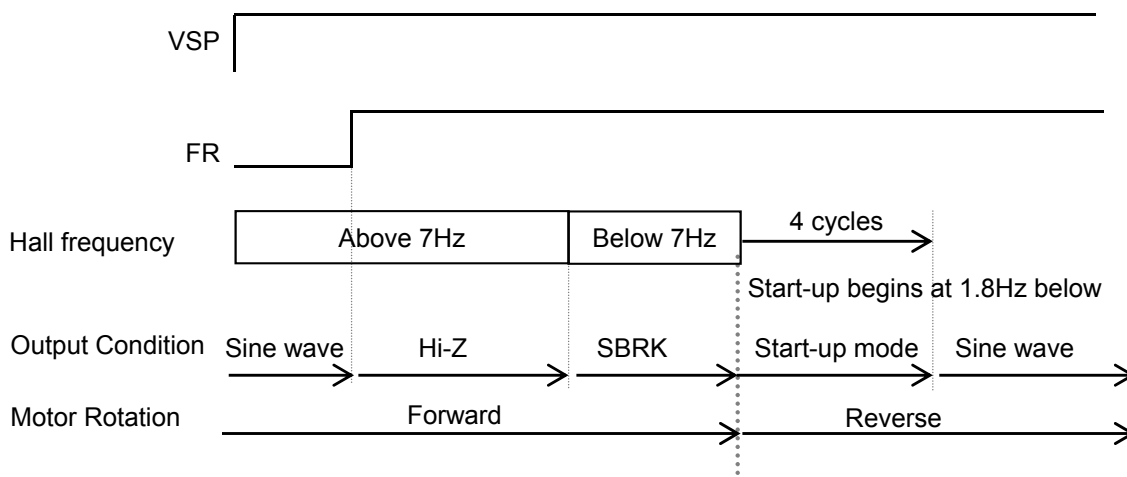 VSP
FR
Hall frequency
Above 7Hz
Below 7Hz
4 cycles
Start-up begins at 1.8Hz below
Output Condition
Sine wave
Hi-Z
SBRK
Start-up mode
Sine wave
Motor Rotation
Forward
Reverse